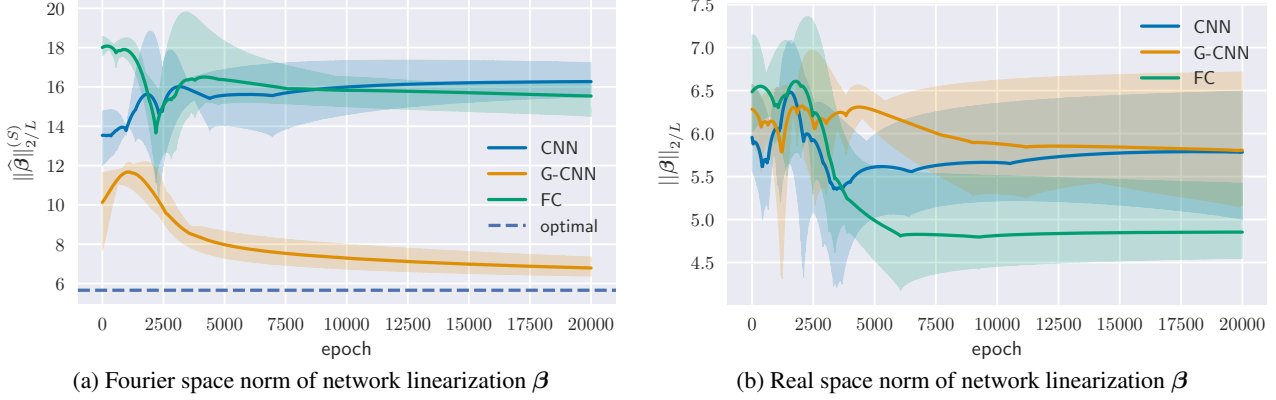 20
18
16
14
12
10
8
6
||β̂||^(S)_2/L
CNN
G-CNN
FC
optimal
0 2500 5000 7500 10000 12500 15000 17500 20000
epoch
(a) Fourier space norm of network linearization β
7.5
7.0
6.5
6.0
5.5
5.0
4.5
||β||_2/L
CNN
G-CNN
FC
0 2500 5000 7500 10000 12500 15000 17500 20000
epoch
(b) Real space norm of network linearization β